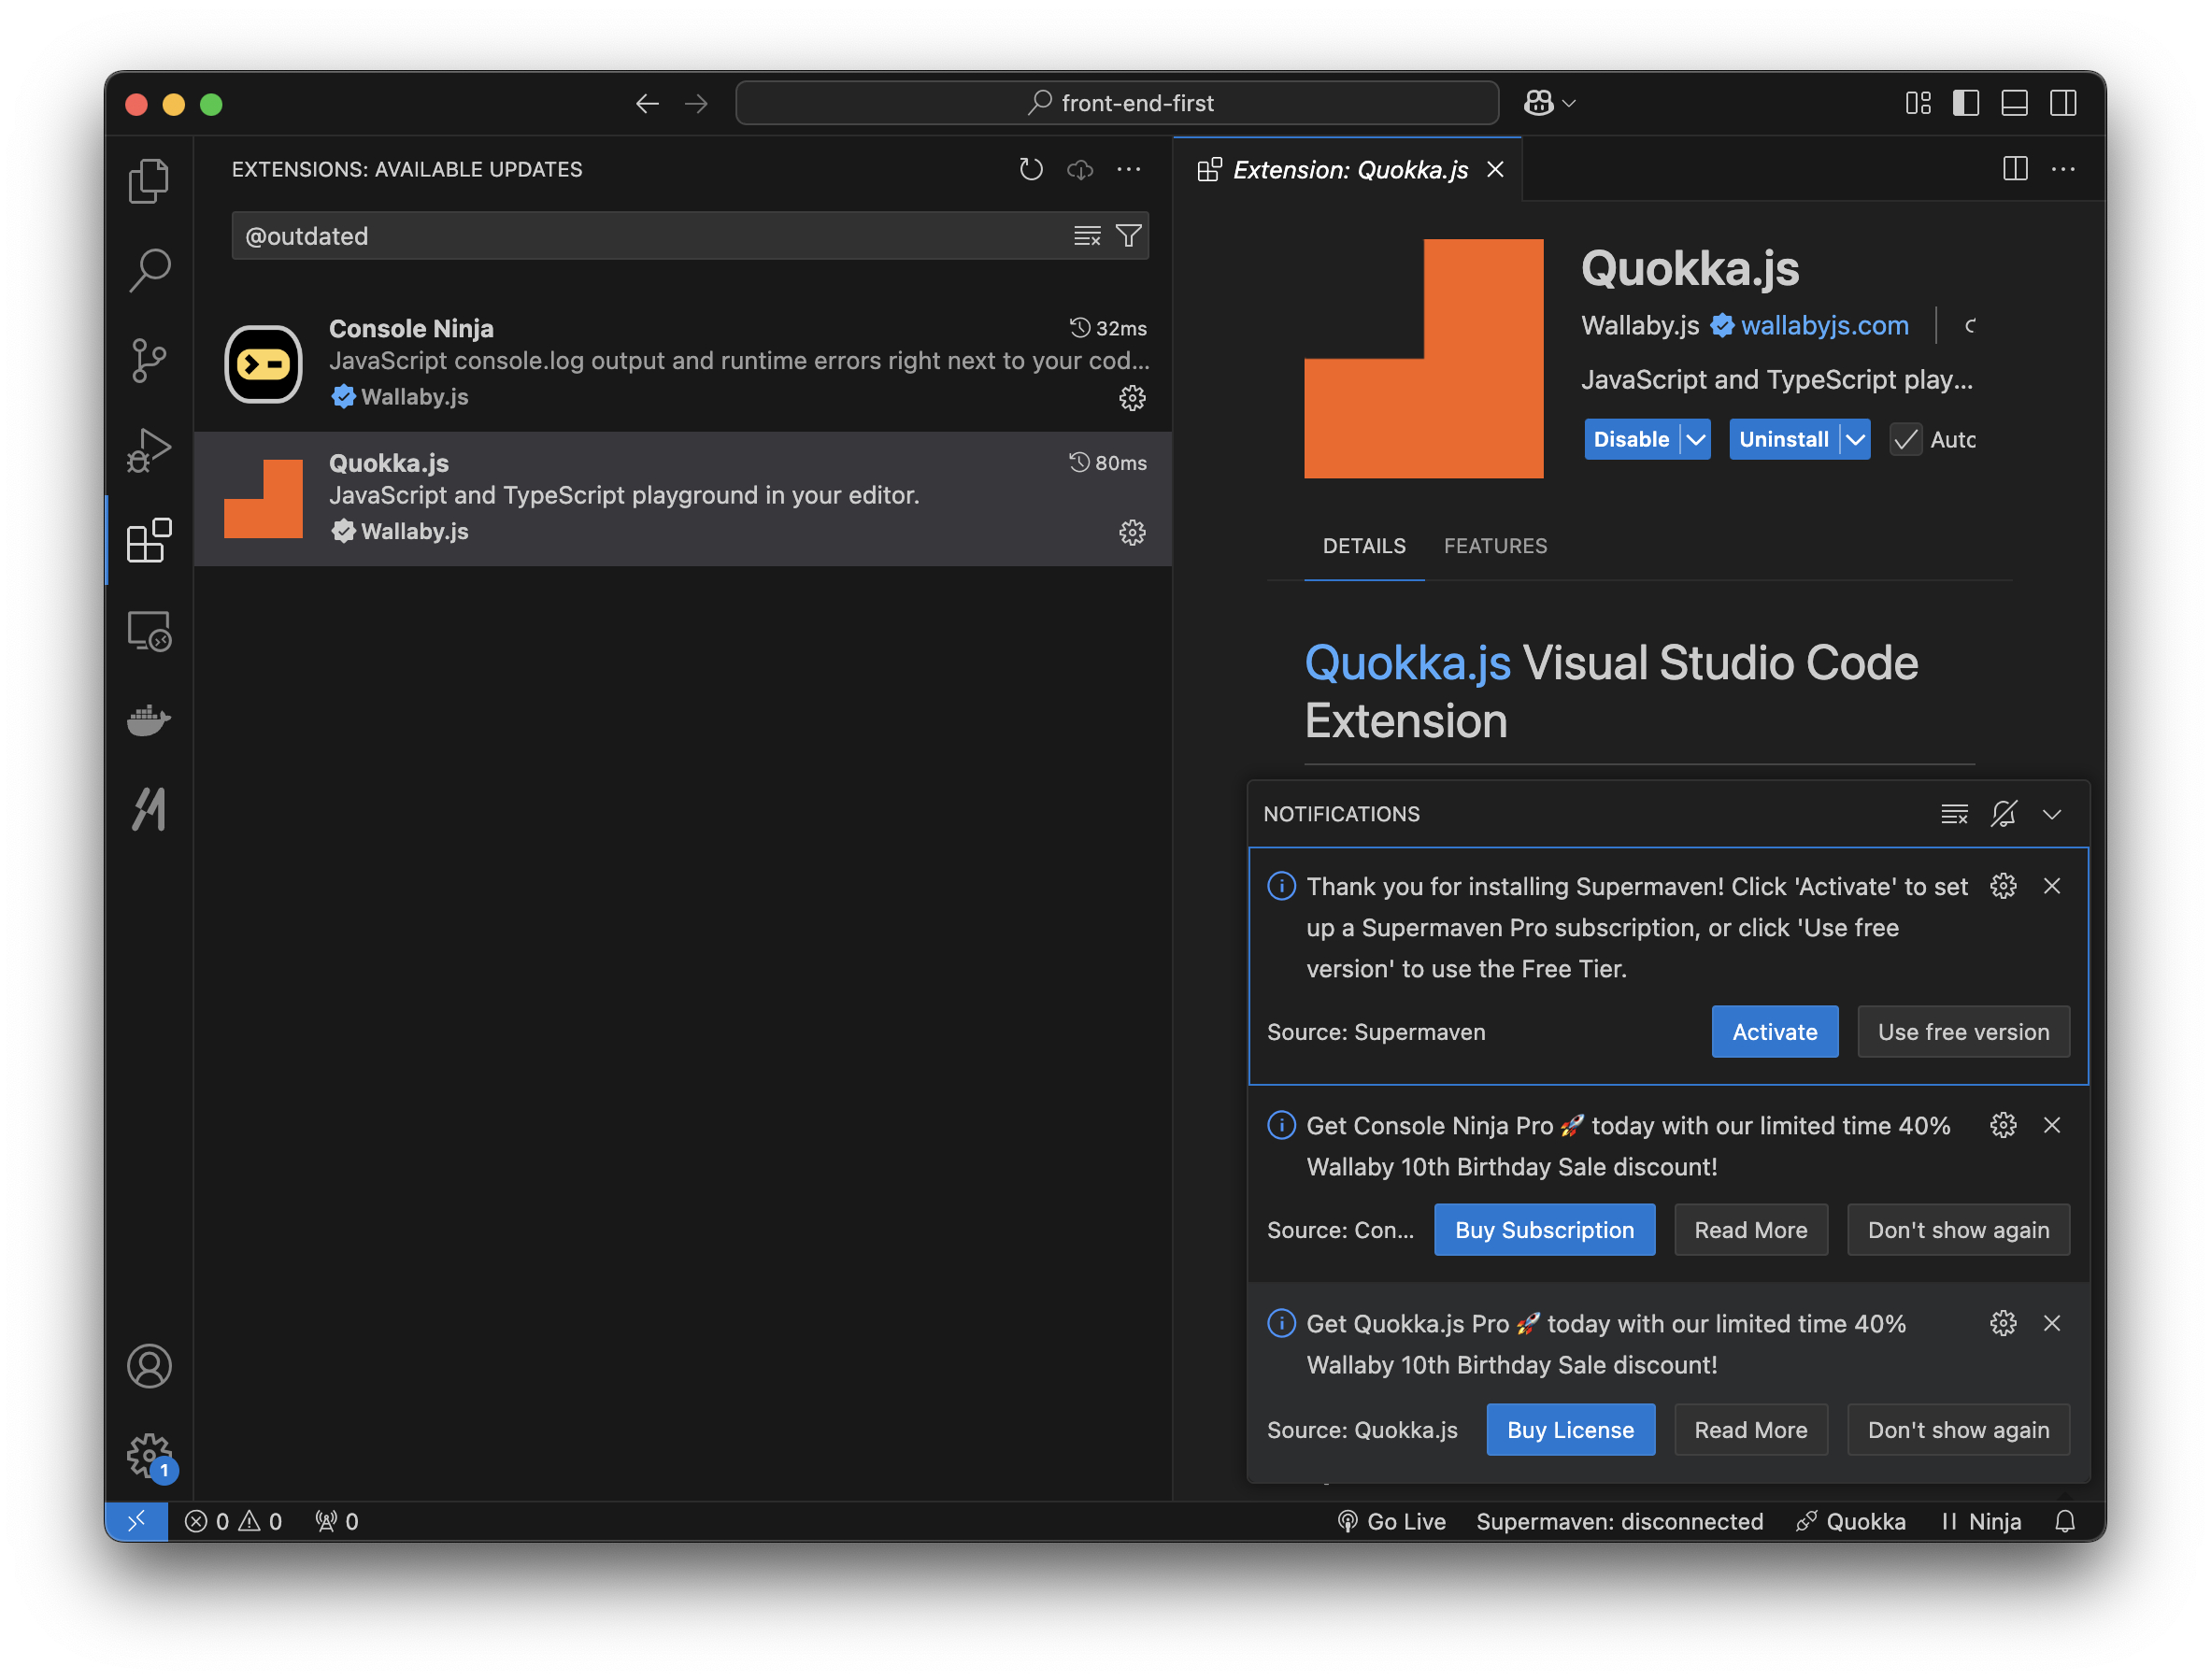 front-end-first
EXTENSIONS: AVAILABLE UPDATES
@outdated
Console Ninja
32ms
JavaScript console.log output and runtime errors right next to your cod...
Wallaby.js
Quokka.js
80ms
JavaScript and TypeScript playground in your editor.
Wallaby.js
Extension: Quokka.js
Quokka.js
Wallaby.js wallabyjs.com
JavaScript and TypeScript play...
Disable Uninstall Auto
DETAILS FEATURES
Quokka.js Visual Studio Code
Extension
NOTIFICATIONS
Thank you for installing Supermaven! Click 'Activate' to set
up a Supermaven Pro subscription, or click 'Use free
version' to use the Free Tier.
Source: Supermaven Activate Use free version
Get Console Ninja Pro 🚀 today with our limited time 40%
Wallaby 10th Birthday Sale discount!
Source: Con... Buy Subscription Read More Don't show again
Get Quokka.js Pro 🚀 today with our limited time 40%
Wallaby 10th Birthday Sale discount!
Source: Quokka.js Buy License Read More Don't show again
1
0 0 0 Go Live Supermaven: disconnected Quokka Ninja